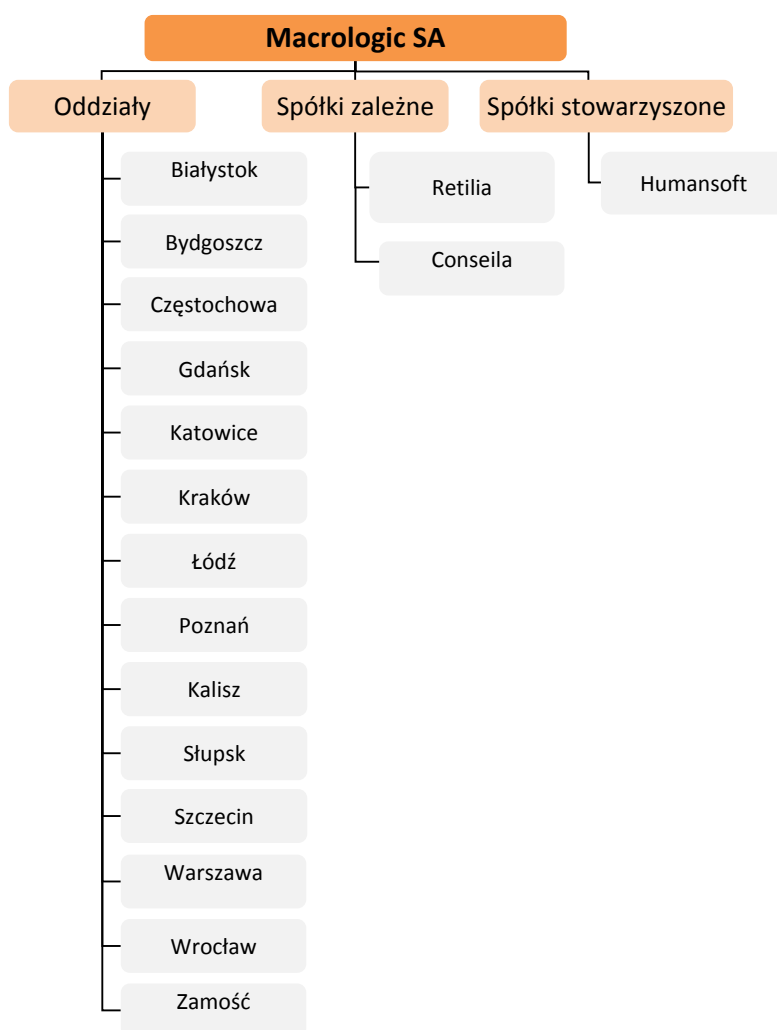 Macrologic SA
Oddziały
Spółki zależne
Spółki stowarzyszone
Białystok
Bydgoszcz
Częstochowa
Gdańsk
Katowice
Kraków
Łódź
Poznań
Kalisz
Słupsk
Szczecin
Warszawa
Wrocław
Zamość
Retilia
Conseila
Humansoft